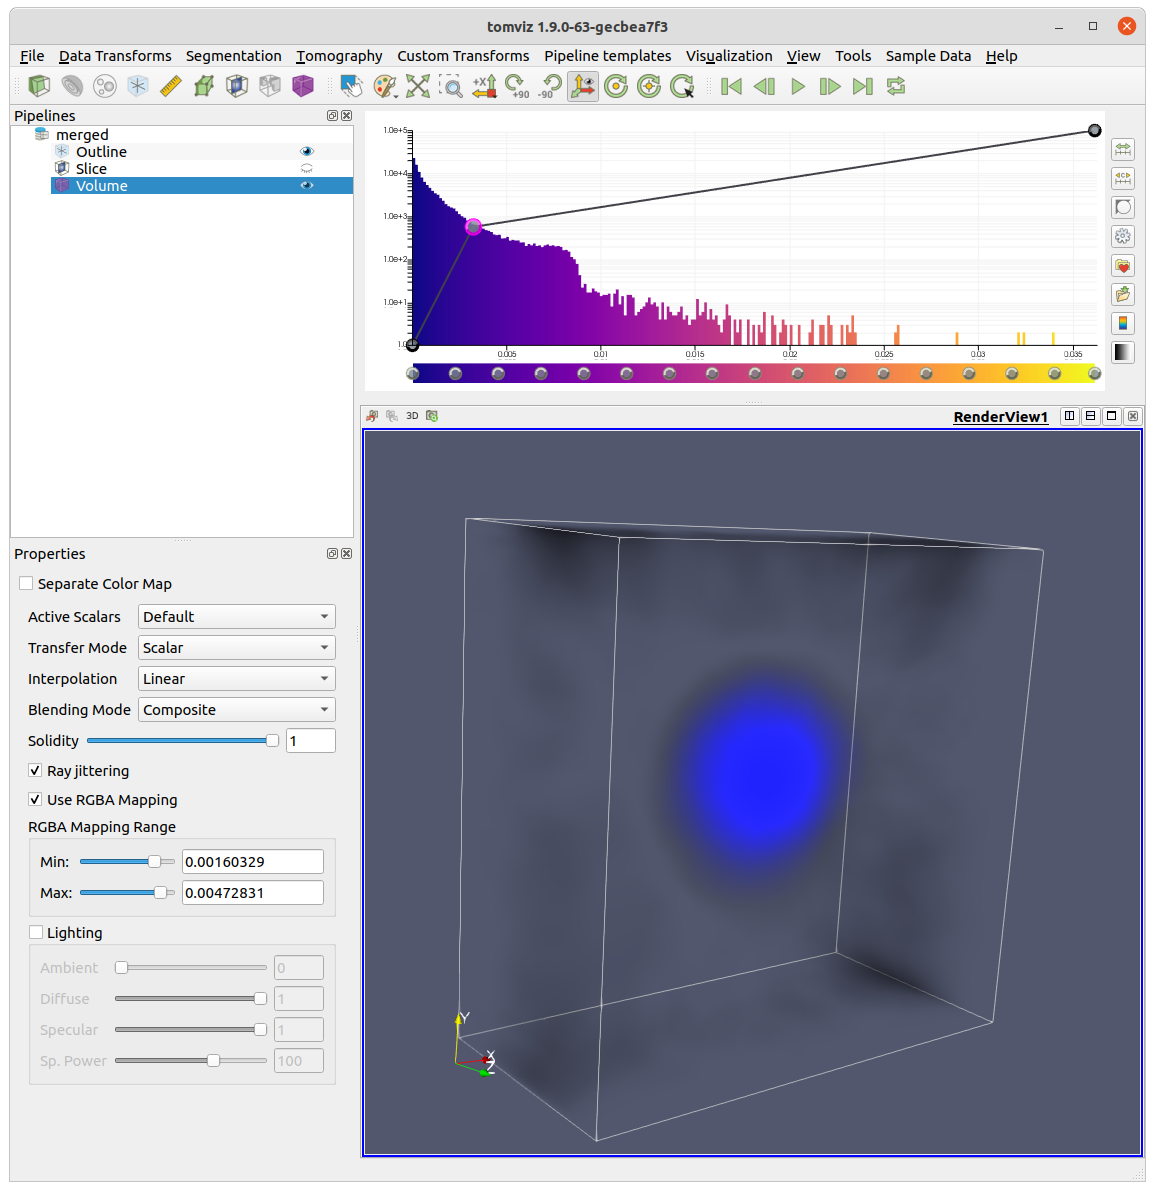 tomviz 1.9.0-63-gecbea7f3
File Data Transforms Segmentation Tomography Custom Transforms Pipeline templates Visualization View Tools Sample Data Help
+X +90 -90
Pipelines
merged
Outline
Slice
Volume
1.0e+5
1.0e+4
1.0e+3
1.0e+2
1.0e+1
0.005 0.01 0.015 0.02 0.025 0.03 0.035
3D RenderView1
Properties
Separate Color Map
Active Scalars Default
Transfer Mode Scalar
Interpolation Linear
Blending Mode Composite
Solidity 1
Ray jittering
Use RGBA Mapping
RGBA Mapping Range
Min: 0.00160329
Max: 0.00472831
Lighting
Ambient 0
Diffuse 1
Specular 1
Sp. Power 100
Y
X
Z